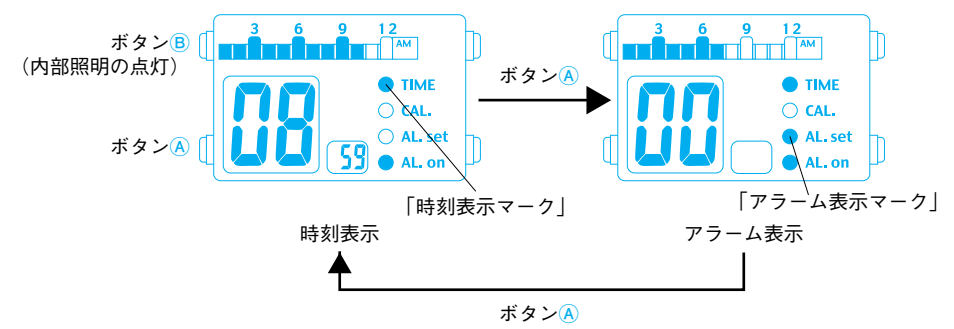 ボタンⒷ
（内部照明の点灯）
ボタンⒶ
3 6 9 12
AM
08
59
TIME
CAL.
AL. set
AL. on
「時刻表示マーク」
時刻表示
ボタンⒶ
3 6 9 12
AM
00
TIME
CAL.
AL. set
AL. on
「アラーム表示マーク」
アラーム表示
ボタンⒶ